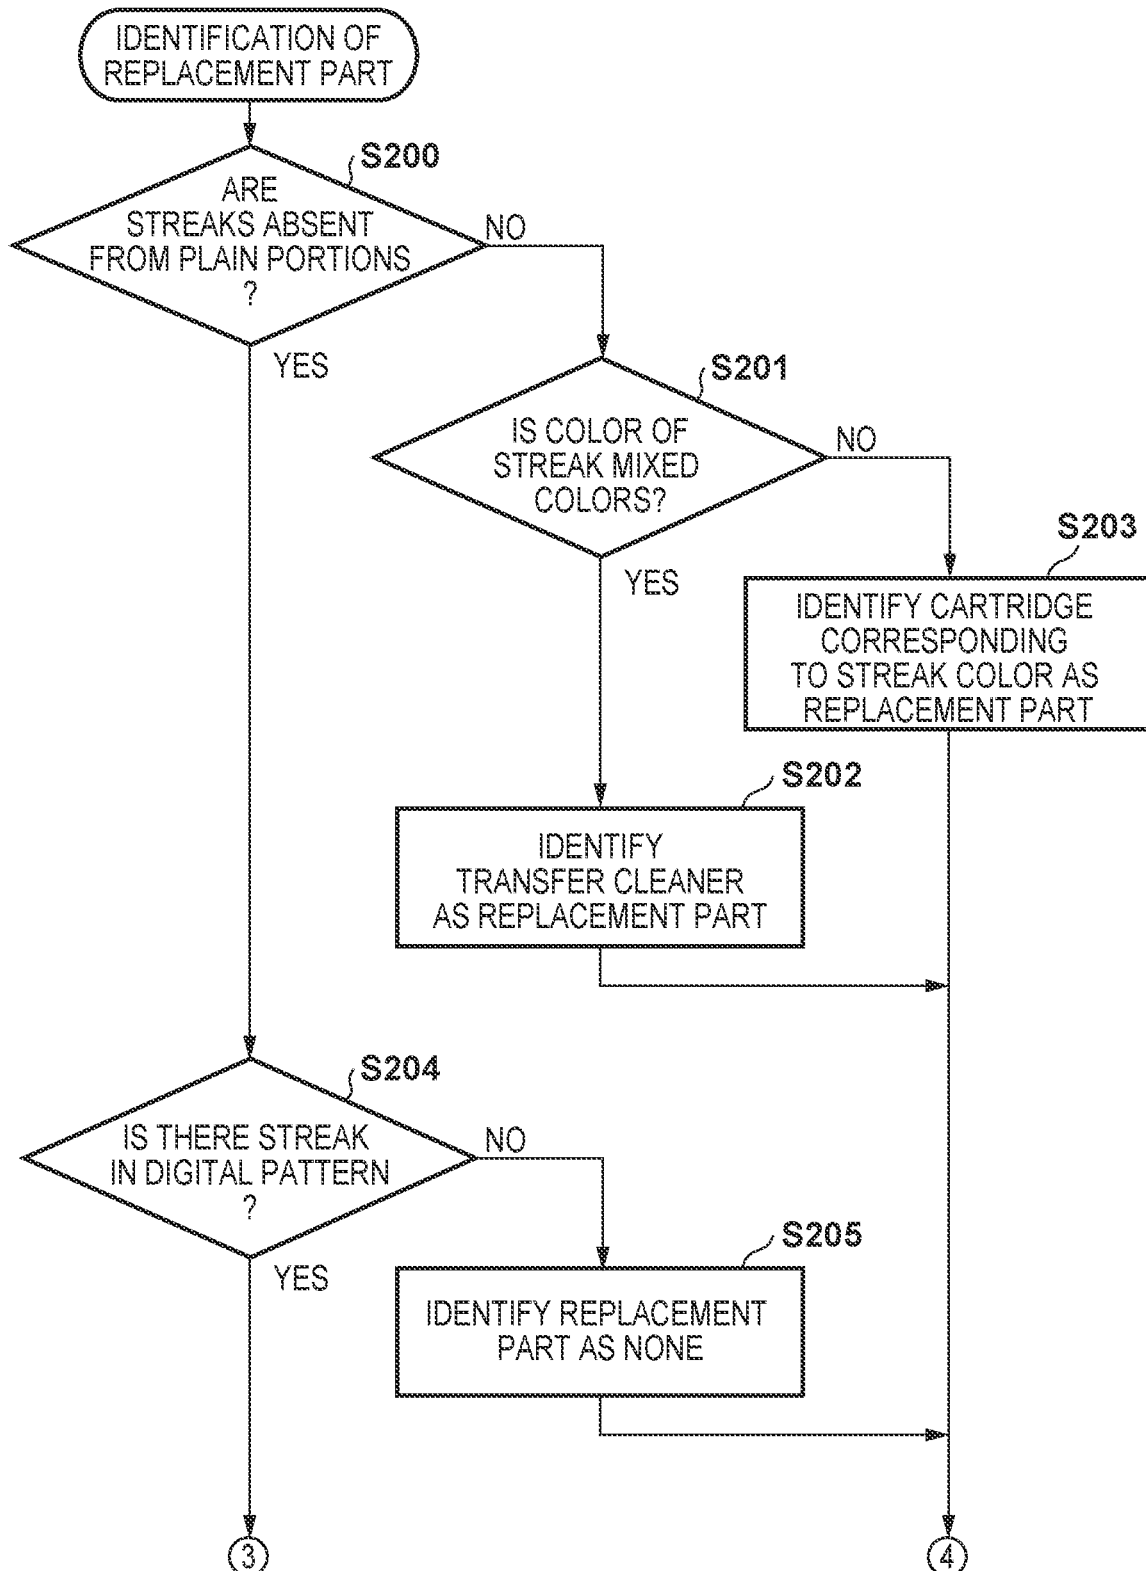 IDENTIFICATION OF
REPLACEMENT PART
S200
ARE
STREAKS ABSENT
FROM PLAIN PORTIONS
?
NO
YES
S201
IS COLOR OF
STREAK MIXED
COLORS?
NO
YES
S203
IDENTIFY CARTRIDGE
CORRESPONDING
TO STREAK COLOR AS
REPLACEMENT PART
S202
IDENTIFY
TRANSFER CLEANER
AS REPLACEMENT PART
S204
IS THERE STREAK
IN DIGITAL PATTERN
?
NO
YES
S205
IDENTIFY REPLACEMENT
PART AS NONE
3
4